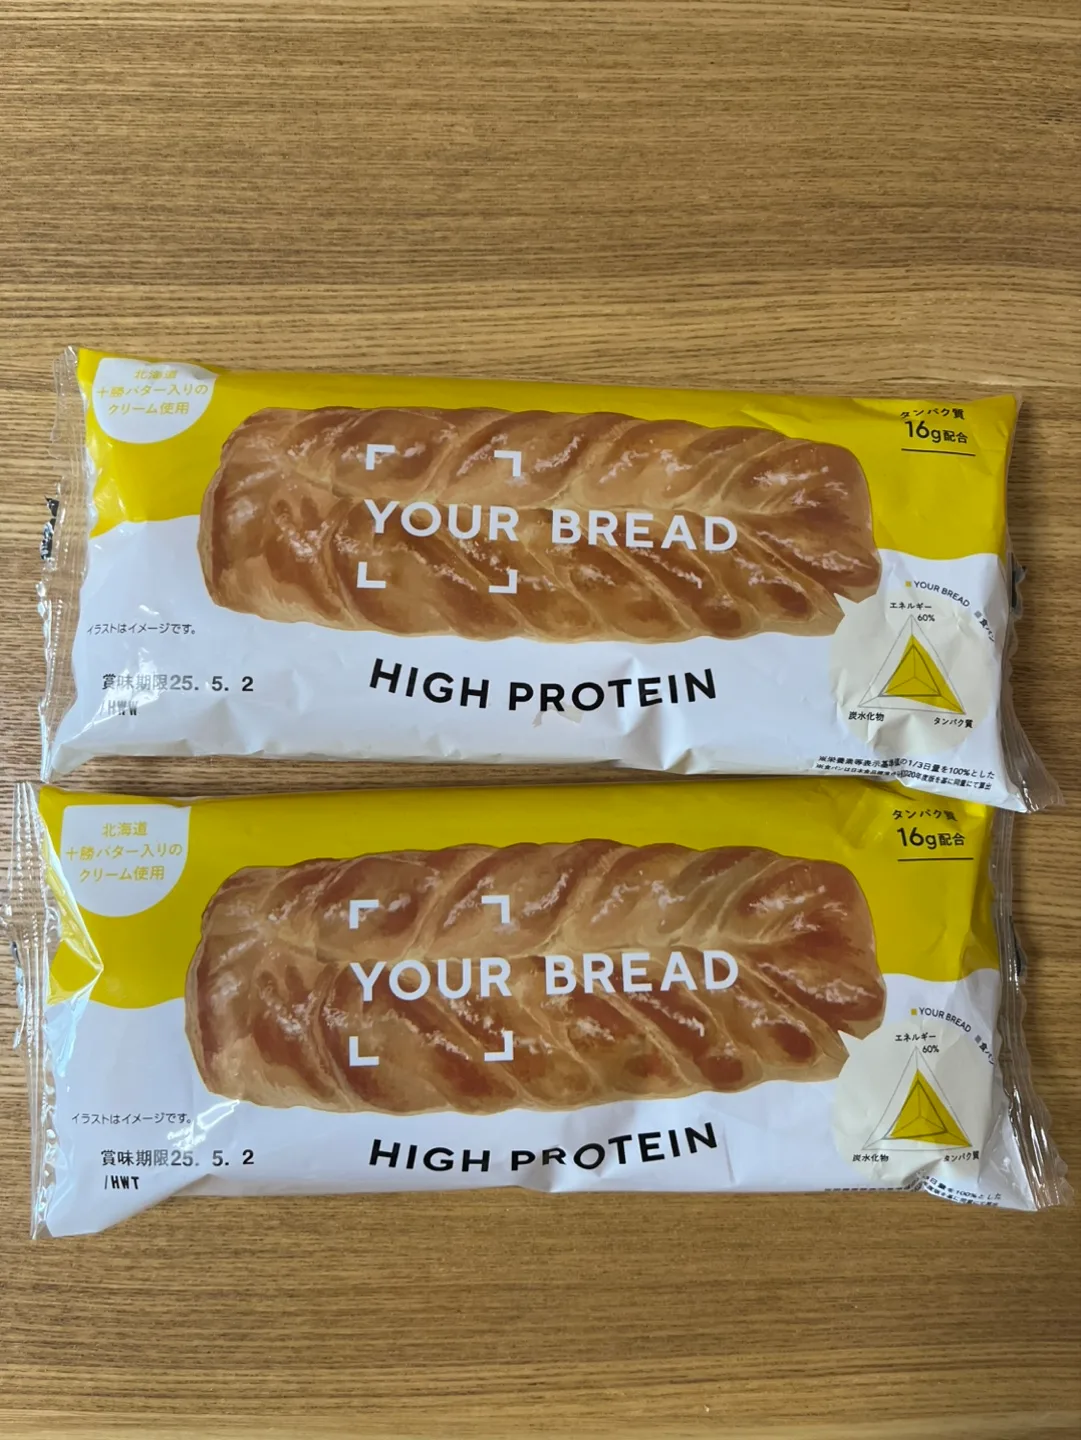 北海道
十勝バター入りの
クリーム使用
タンパク質
16g配合
YOUR BREAD
YOUR BREAD
※食パン
エネルギー
60%
炭水化物
タンパク質
イラストはイメージです。
賞味期限25. 5. 2
/HWW
HIGH PROTEIN
北海道
十勝バター入りの
クリーム使用
タンパク質
16g配合
YOUR BREAD
YOUR BREAD
※食パン
エネルギー
60%
炭水化物
タンパク質
イラストはイメージです。
賞味期限25. 5. 2
/HWT
HIGH PROTEIN